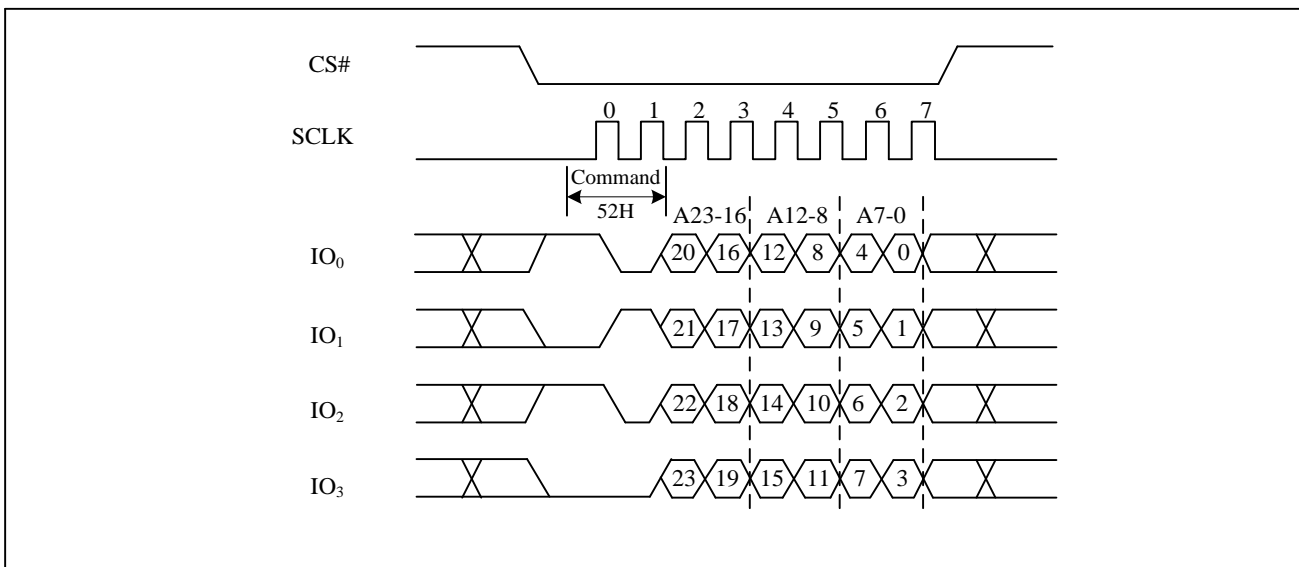 CS#
0 1 2 3 4 5 6 7
SCLK
Command
52H
A23-16 A12-8 A7-0
IO₀ 20 16 12 8 4 0
IO₁ 21 17 13 9 5 1
IO₂ 22 18 14 10 6 2
IO₃ 23 19 15 11 7 3